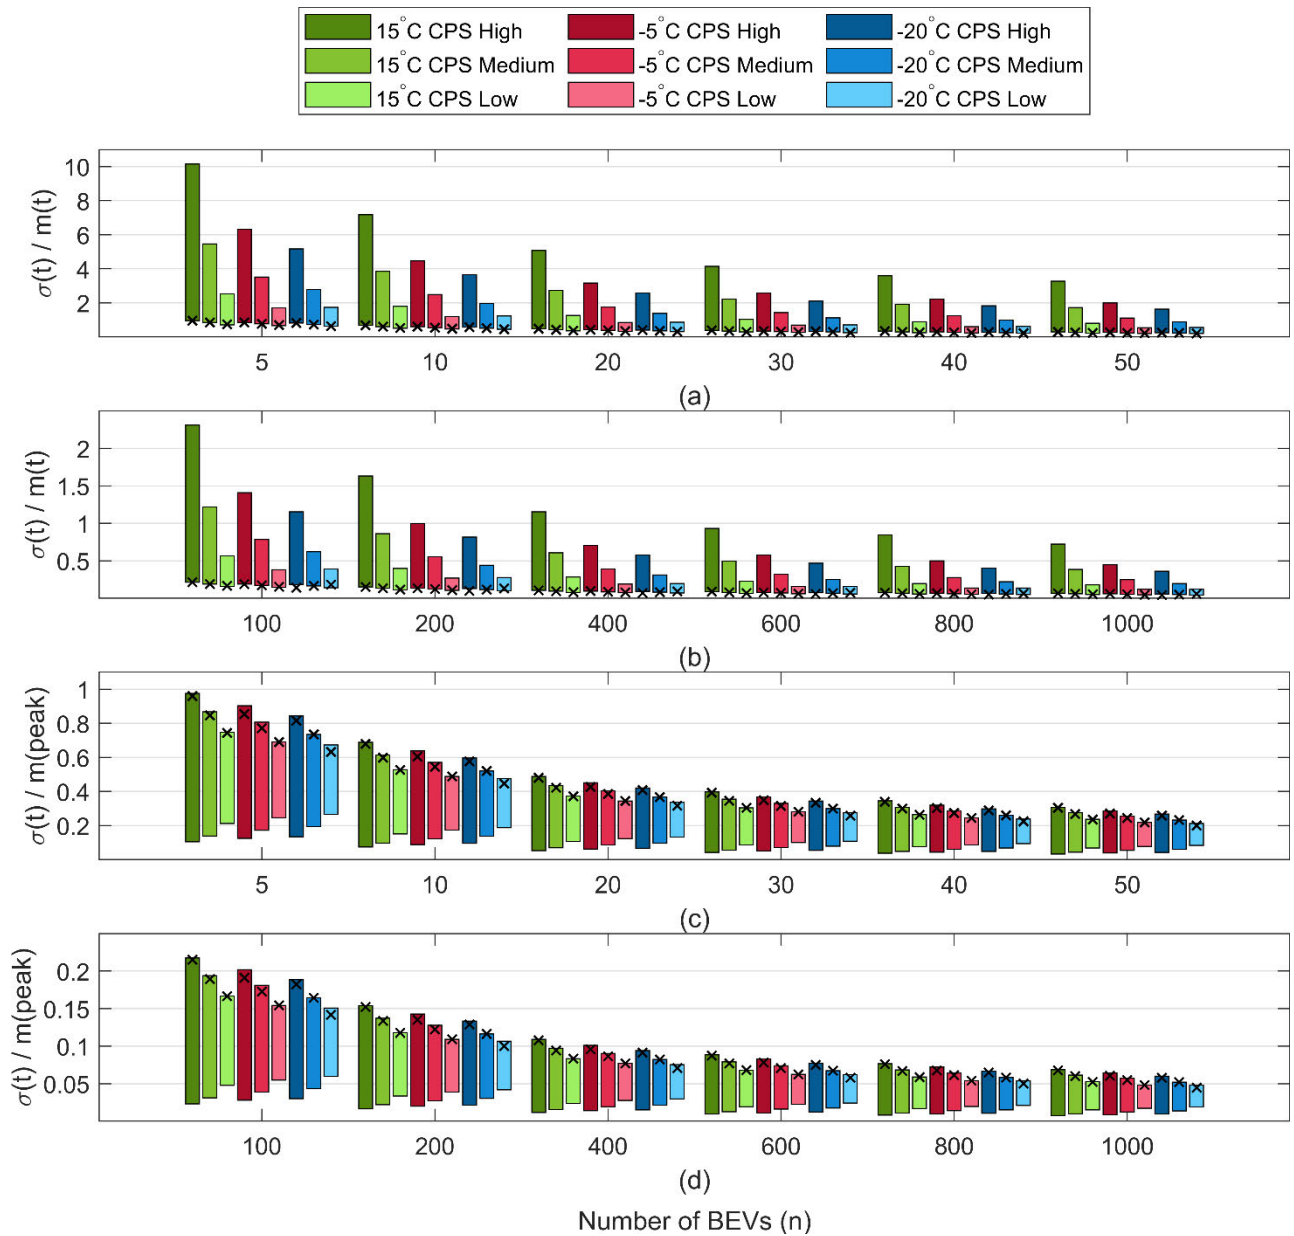 15°C CPS High -5°C CPS High -20°C CPS High
15°C CPS Medium -5°C CPS Medium -20°C CPS Medium
15°C CPS Low -5°C CPS Low -20°C CPS Low
σ(t) / m(t)
10
8
6
4
2
5 10 20 30 40 50
(a)
σ(t) / m(t)
2
1.5
1
0.5
100 200 400 600 800 1000
(b)
σ(t) / m(peak)
1
0.8
0.6
0.4
0.2
5 10 20 30 40 50
(c)
σ(t) / m(peak)
0.2
0.15
0.1
0.05
100 200 400 600 800 1000
(d)
Number of BEVs (n)